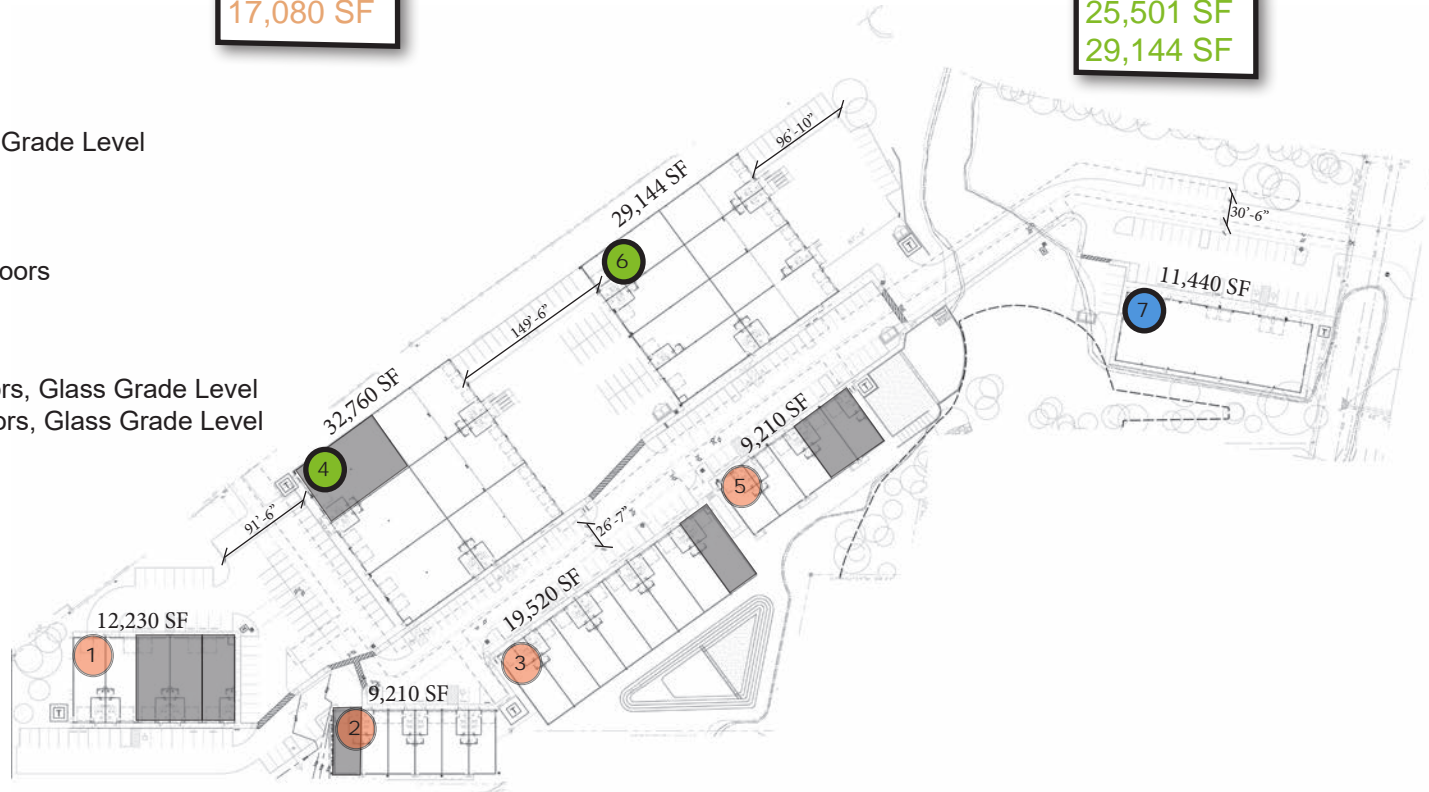 17,080 SF
25,501 SF
29,144 SF
Grade Level
oors
ors, Glass Grade Level
ors, Glass Grade Level
96'-10"
29,144 SF
30'-6"
6
11,440 SF
7
149'-6"
32,760 SF
9,210 SF
4
5
91'-6"
26'-7"
19,520 SF
12,230 SF
1
3
9,210 SF
2
T
T
T
T
T
T